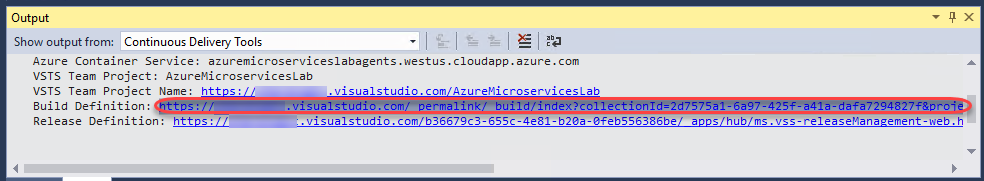 Output
Show output from: Continuous Delivery Tools
Azure Container Service: azuremicroserviceslabagents.westus.cloudapp.azure.com
VSTS Team Project: AzureMicroservicesLab
VSTS Team Project Name: https:// .visualstudio.com/AzureMicroservicesLab
Build Definition: https:// .visualstudio.com/_permalink/_build/index?collectionId=2d7575a1-6a97-425f-a41a-dafa7294827f&proje
Release Definition: https:// .visualstudio.com/b36679c3-655c-4e81-b20a-0feb556386be/_apps/hub/ms.vss-releaseManagement-web.h